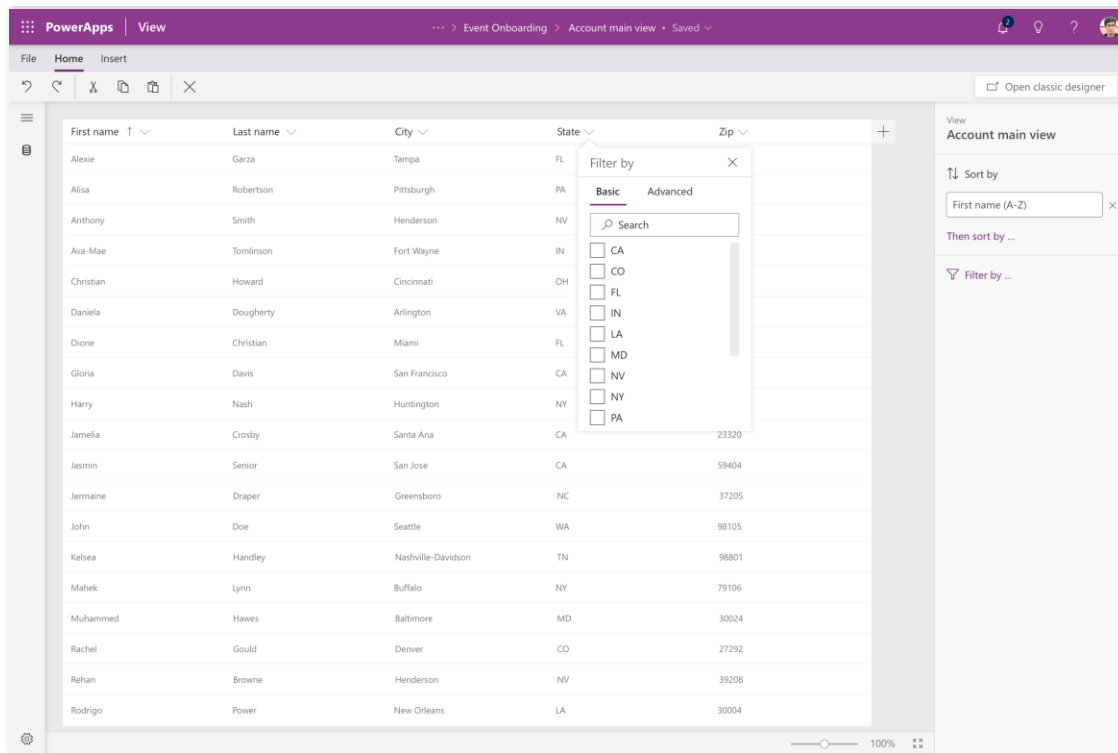 PowerApps View ··· > Event Onboarding > Account main view • Saved 2 ?
File Home Insert
Open classic designer
First name ↑ Last name City State Zip
Alexie Garza Tampa FL
Alisa Robertson Pittsburgh PA
Anthony Smith Henderson NV
Ava-Mae Tomlinson Fort Wayne IN
Christian Howard Cincinnati OH
Daniela Dougherty Arlington VA
Dione Christian Miami FL
Gloria Davis San Francisco CA
Harry Nash Huntington NY
Jamelia Crosby Santa Ana CA 23320
Jasmin Senior San Jose CA 59404
Jermaine Draper Greensboro NC 37205
John Doe Seattle WA 98105
Kelsea Handley Nashville-Davidson TN 98801
Mahek Lynn Buffalo NY 79106
Muhammed Hawes Baltimore MD 30024
Rachel Gould Denver CO 27292
Rehan Browne Henderson NV 39208
Rodrigo Power New Orleans LA 30004
Filter by
Basic Advanced
Search
CA
CO
FL
IN
LA
MD
NV
NY
PA
View
Account main view
Sort by
First name (A-Z)
Then sort by ...
Filter by ...
100%